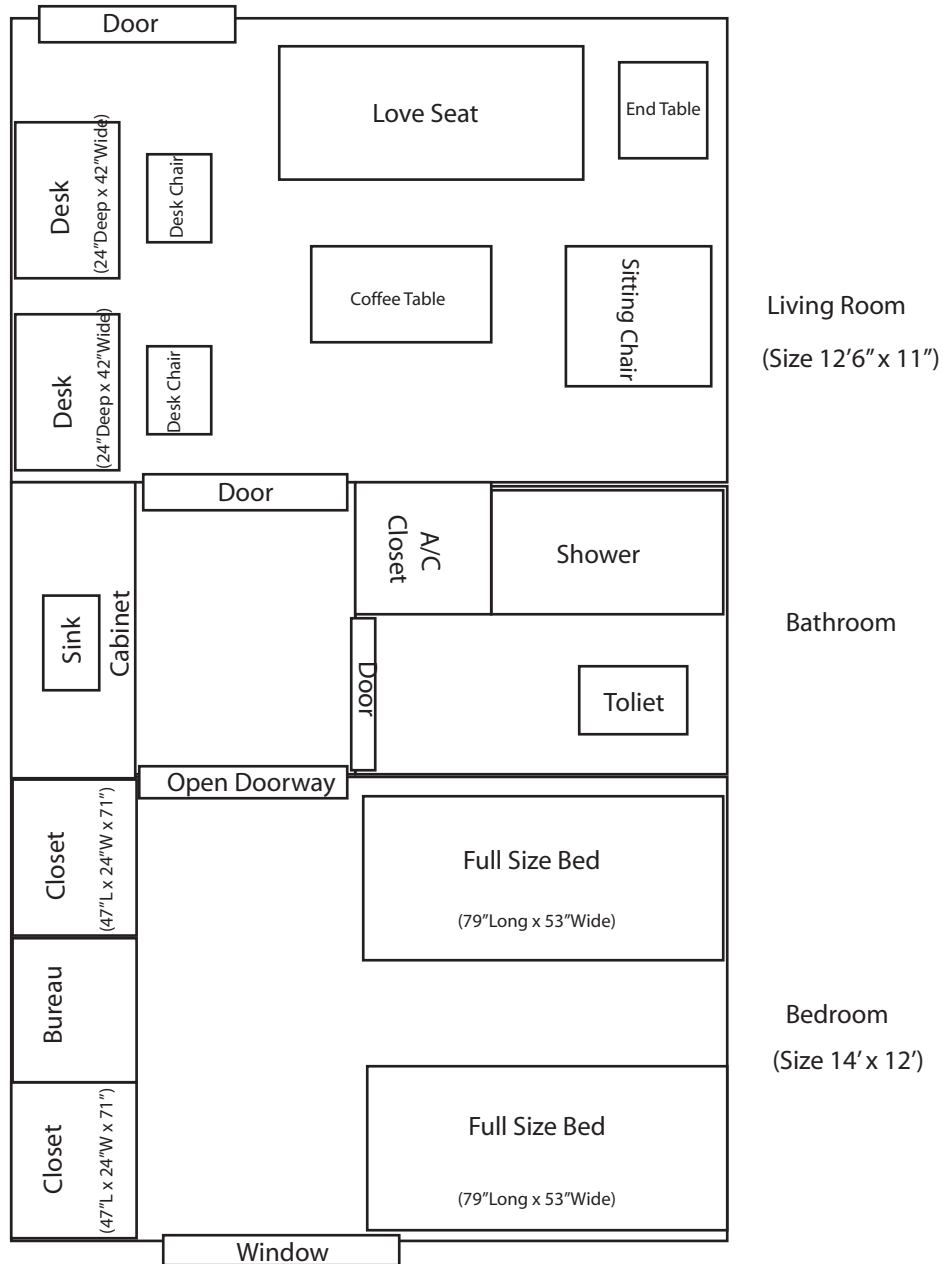 Door
Love Seat
End Table
Desk
(24”Deep x 42”Wide)
Desk Chair
Coffee Table
Sitting Chair
Living Room
(Size 12’6” x 11”)
Desk
(24”Deep x 42”Wide)
Desk Chair
Door
A/C
Closet
Shower
Sink
Cabinet
Door
Toliet
Bathroom
Open Doorway
Closet
(47”L x 24”W x 71”)
Full Size Bed
(79”Long x 53”Wide)
Bureau
Bedroom
(Size 14’ x 12’)
Closet
(47”L x 24”W x 71”)
Full Size Bed
(79”Long x 53”Wide)
Window